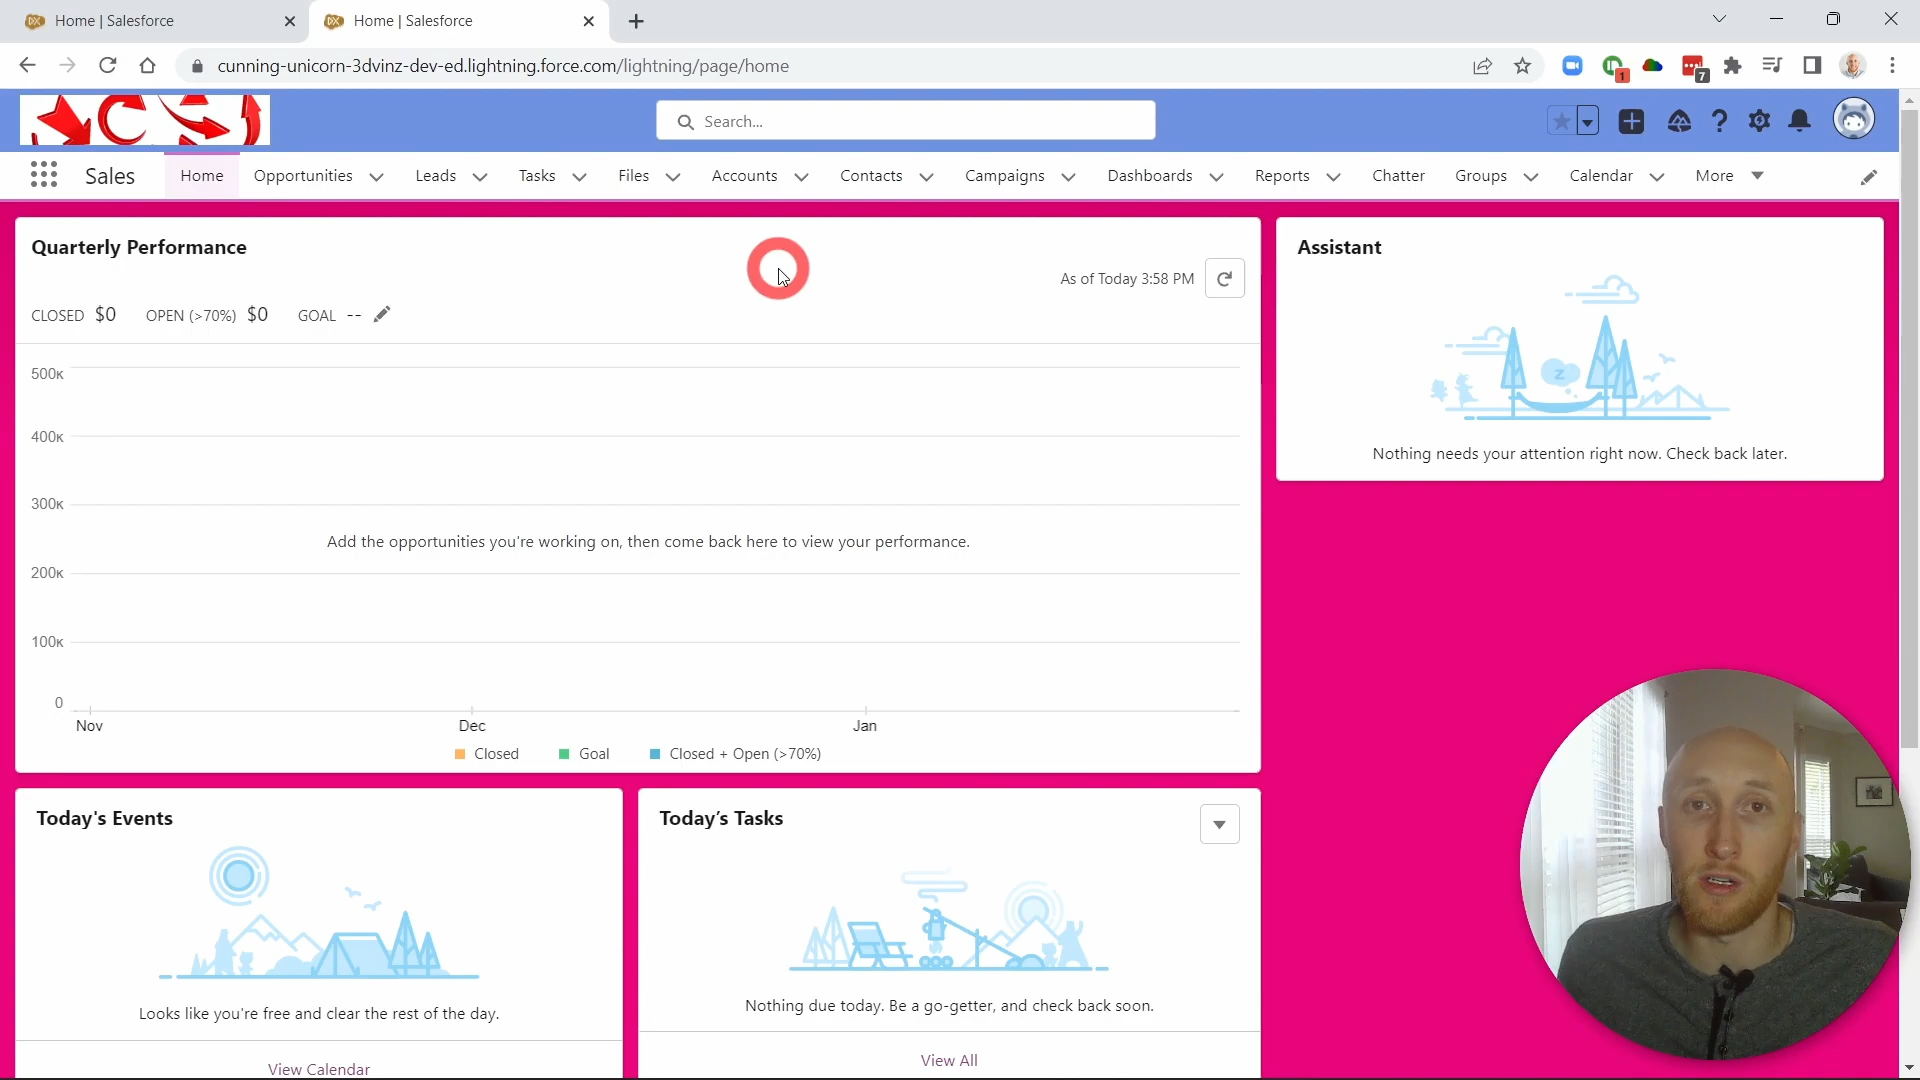 Home | Salesforce
Home | Salesforce
cunning-unicorn-3dvinz-dev-ed.lightning.force.com/lightning/page/home
1
7
Search...
Sales
Home
Opportunities
Leads
Tasks
Files
Accounts
Contacts
Campaigns
Dashboards
Reports
Chatter
Groups
Calendar
More
Quarterly Performance
As of Today 3:58 PM
CLOSED $0 OPEN (>70%) $0 GOAL --
500K
400K
300K
Add the opportunities you're working on, then come back here to view your performance.
200K
100K
0
Nov Dec Jan
Closed Goal Closed + Open (>70%)
Assistant
z
Nothing needs your attention right now. Check back later.
Today's Events
Looks like you're free and clear the rest of the day.
View Calendar
Today's Tasks
Nothing due today. Be a go-getter, and check back soon.
View All